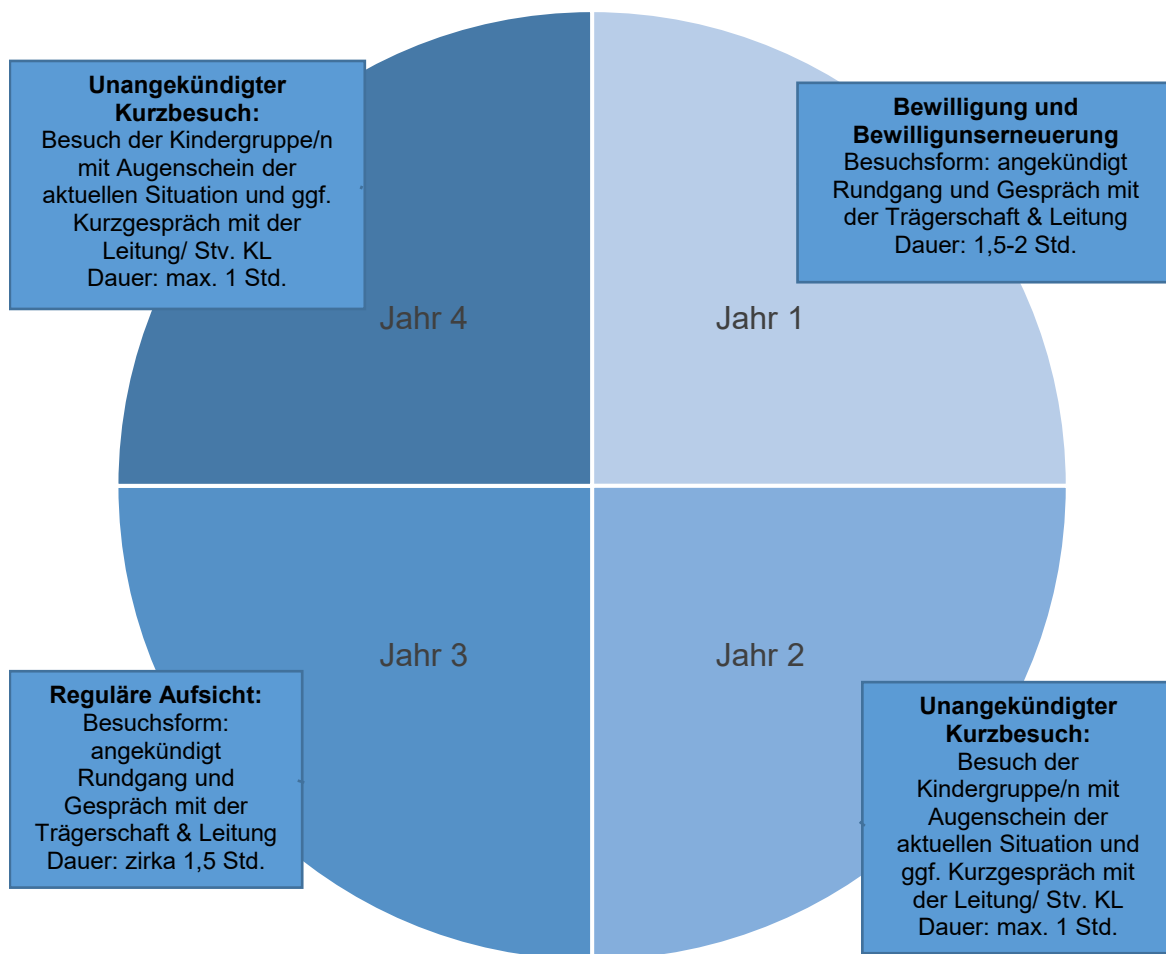 Unangekündigter
Kurzbesuch:
Besuch der Kindergruppe/n
mit Augenschein der
aktuellen Situation und ggf.
Kurzgespräch mit der
Leitung/ Stv. KL
Dauer: max. 1 Std.
Bewilligung und
Bewilligunserneuerung
Besuchsform: angekündigt
Rundgang und Gespräch mit
der Trägerschaft & Leitung
Dauer: 1,5-2 Std.
Jahr 4
Jahr 1
Jahr 3
Jahr 2
Reguläre Aufsicht:
Besuchsform:
angekündigt
Rundgang und
Gespräch mit der
Trägerschaft & Leitung
Dauer: zirka 1,5 Std.
Unangekündigter
Kurzbesuch:
Besuch der
Kindergruppe/n mit
Augenschein der
aktuellen Situation und
ggf. Kurzgespräch mit
der Leitung/ Stv. KL
Dauer: max. 1 Std.